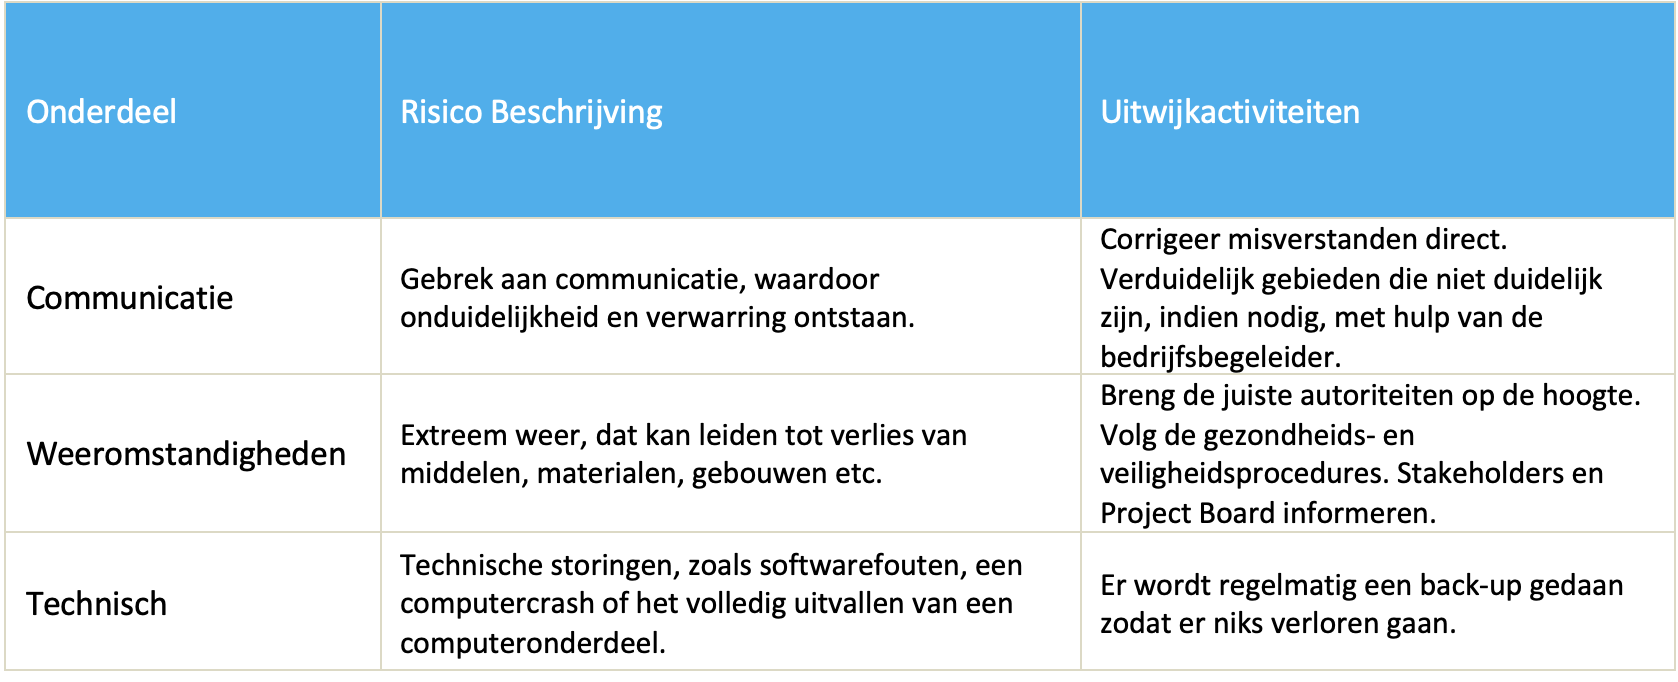 Onderdeel
Risico Beschrijving
Uitwijkactiviteiten
Communicatie
Gebrek aan communicatie, waardoor
onduidelijkheid en verwarring ontstaan.
Corrigeer misverstanden direct.
Verduidelijk gebieden die niet duidelijk
zijn, indien nodig, met hulp van de
bedrijfsbegeleider.
Weeromstandigheden
Extreem weer, dat kan leiden tot verlies van
middelen, materialen, gebouwen etc.
Breng de juiste autoriteiten op de hoogte.
Volg de gezondheids- en
veiligheidsprocedures. Stakeholders en
Project Board informeren.
Technisch
Technische storingen, zoals softwarefouten, een
computercrash of het volledig uitvallen van een
computeronderdeel.
Er wordt regelmatig een back-up gedaan
zodat er niks verloren gaan.